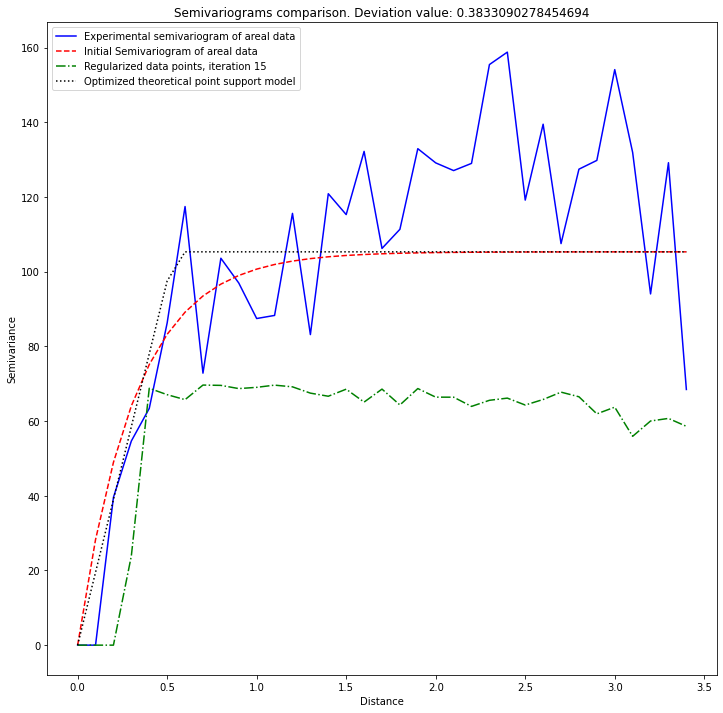 Semivariograms comparison. Deviation value: 0.3833090278454694
Experimental semivariogram of areal data
Initial Semivariogram of areal data
Regularized data points, iteration 15
Optimized theoretical point support model
160
140
120
100
80
60
40
20
0
Semivariance
0.0 0.5 1.0 1.5 2.0 2.5 3.0 3.5
Distance